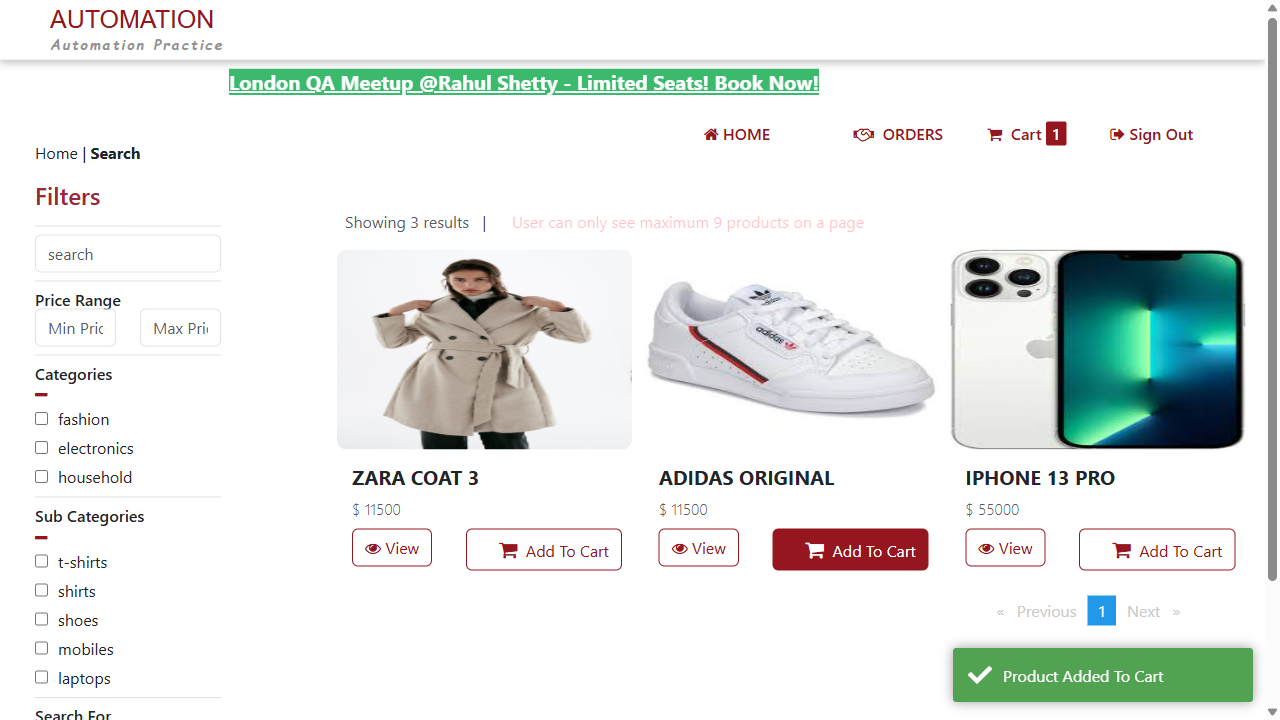 AUTOMATION
Automation Practice
London QA Meetup @Rahul Shetty - Limited Seats! Book Now!
HOME ORDERS Cart 1 Sign Out
Home | Search
Filters
Showing 3 results | User can only see maximum 9 products on a page
search
Price Range
Min Pric Max Pri
Categories
fashion
electronics
household
Sub Categories
t-shirts
shirts
shoes
mobiles
laptops
Search For
adidas
ZARA COAT 3
$ 11500
View Add To Cart
ADIDAS ORIGINAL
$ 11500
View Add To Cart
IPHONE 13 PRO
$ 55000
View Add To Cart
« Previous 1 Next »
Product Added To Cart